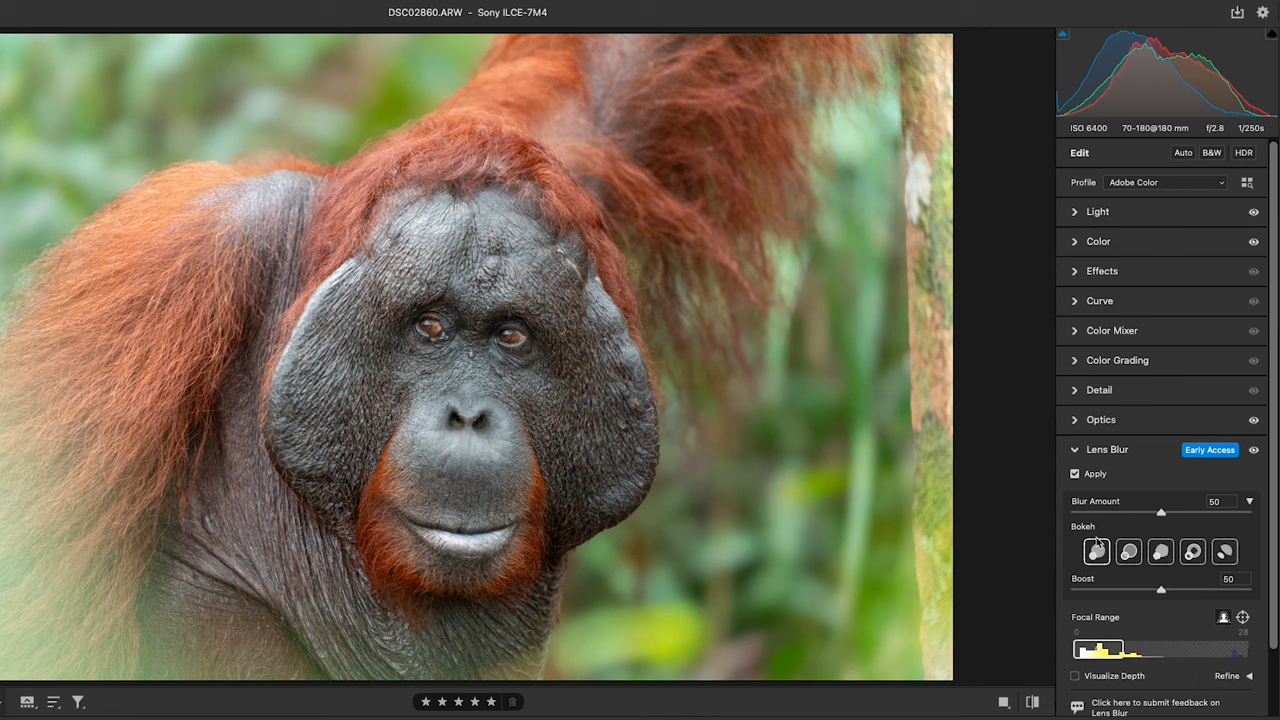 DSC02860.ARW - Sony ILCE-7M4
ISO 6400 70-180@180 mm f/2.8 1/250s
Edit Auto B&W HDR
Profile Adobe Color
Light
Color
Effects
Curve
Color Mixer
Color Grading
Detail
Optics
Lens Blur Early Access
Apply
Blur Amount 50
Bokeh
Boost 50
Focal Range
0 28
Visualize Depth Refine
Click here to submit feedback on
Lens Blur